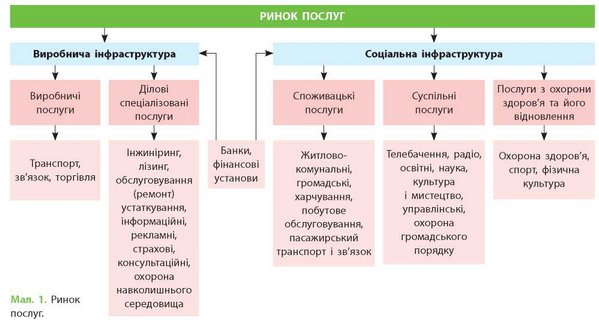 РИНОК ПОСЛУГ
Виробнича інфраструктура
Соціальна інфраструктура
Виробничі
послуги
Ділові
спеціалізовані
послуги
Споживацькі
послуги
Суспільні
послуги
Послуги з охорони
здоров’я та його
відновлення
Транспорт,
зв’язок, торгівля
Інжиніринг,
лізинг,
обслуговування
(ремонт)
устаткування,
інформаційні,
рекламні,
страхові,
консультаційні,
охорона
навколишнього
середовища
Банки,
фінансові
установи
Житлово-
комунальні,
громадські,
харчування,
побутове
обслуговування,
пасажирський
транспорт і зв’язок
Телебачення, радіо,
освітні, наука,
культура
і мистецтво,
управлінські,
охорона
громадського
порядку
Охорона здоров’я,
спорт, фізична
культура
Мал. 1. Ринок
послуг.